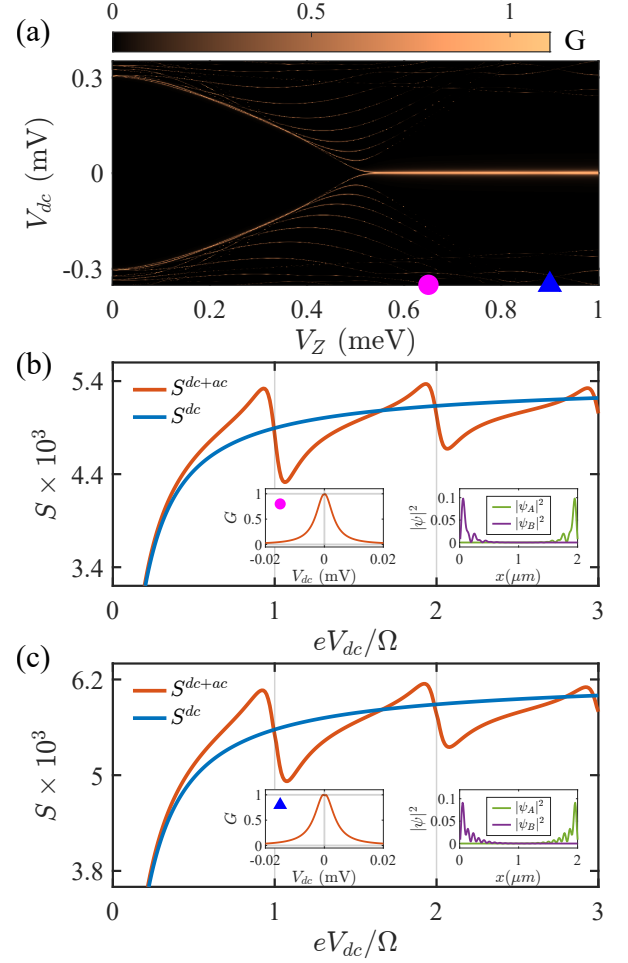 (a)
0 0.5 1 G
0.3
0
-0.3
V_dc (mV)
0 0.2 0.4 0.6 0.8 1
V_Z (meV)
(b)
5.4
4.4
3.4
S × 10^3
S^{dc+ac}
S^{dc}
1
0
G
-0.02 0 0.02
V_dc (mV)
0.1
0.05
0
|ψ|^2
|ψ_A|^2
|ψ_B|^2
0 1 2
x(μm)
0 1 2 3
eV_dc/Ω
(c)
6.2
5
3.8
S × 10^3
S^{dc+ac}
S^{dc}
1
0
G
-0.02 0 0.02
V_dc (mV)
0.1
0.05
0
|ψ|^2
|ψ_A|^2
|ψ_B|^2
0 1 2
x(μm)
0 1 2 3
eV_dc/Ω